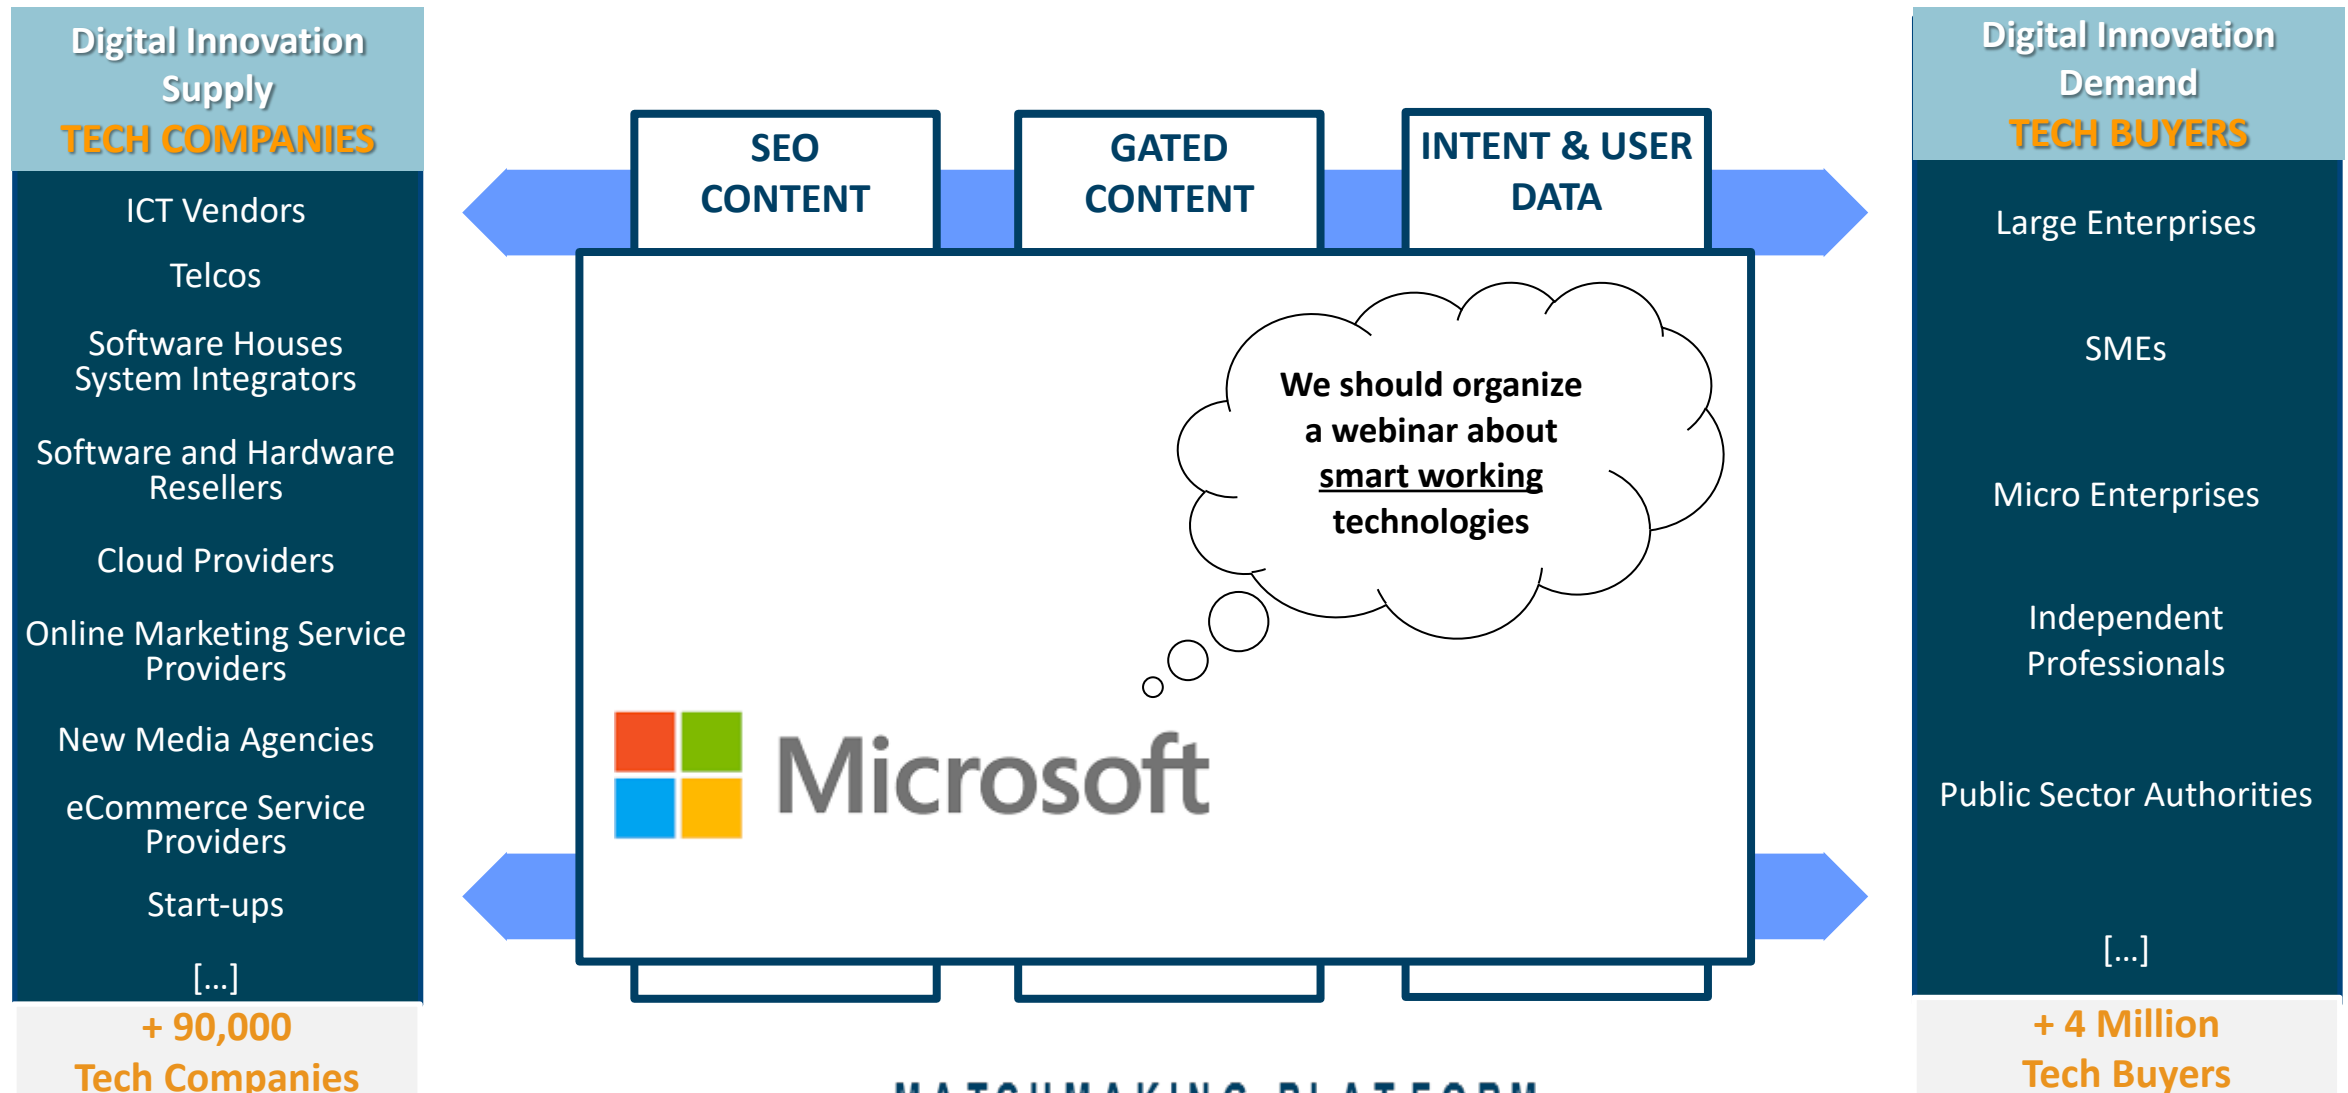 Digital Innovation
Supply
TECH COMPANIES
ICT Vendors
Telcos
Software Houses
System Integrators
Software and Hardware
Resellers
Cloud Providers
Online Marketing Service
Providers
New Media Agencies
eCommerce Service
Providers
Start-ups
[...]
+ 90,000
Tech Companies
SEO
CONTENT
GATED
CONTENT
INTENT & USER
DATA
We should organize
a webinar about
smart working
technologies
Microsoft
MATCHMAKING PLATFORM
Digital Innovation
Demand
TECH BUYERS
Large Enterprises
SMEs
Micro Enterprises
Independent
Professionals
Public Sector Authorities
[...]
+ 4 Million
Tech Buyers